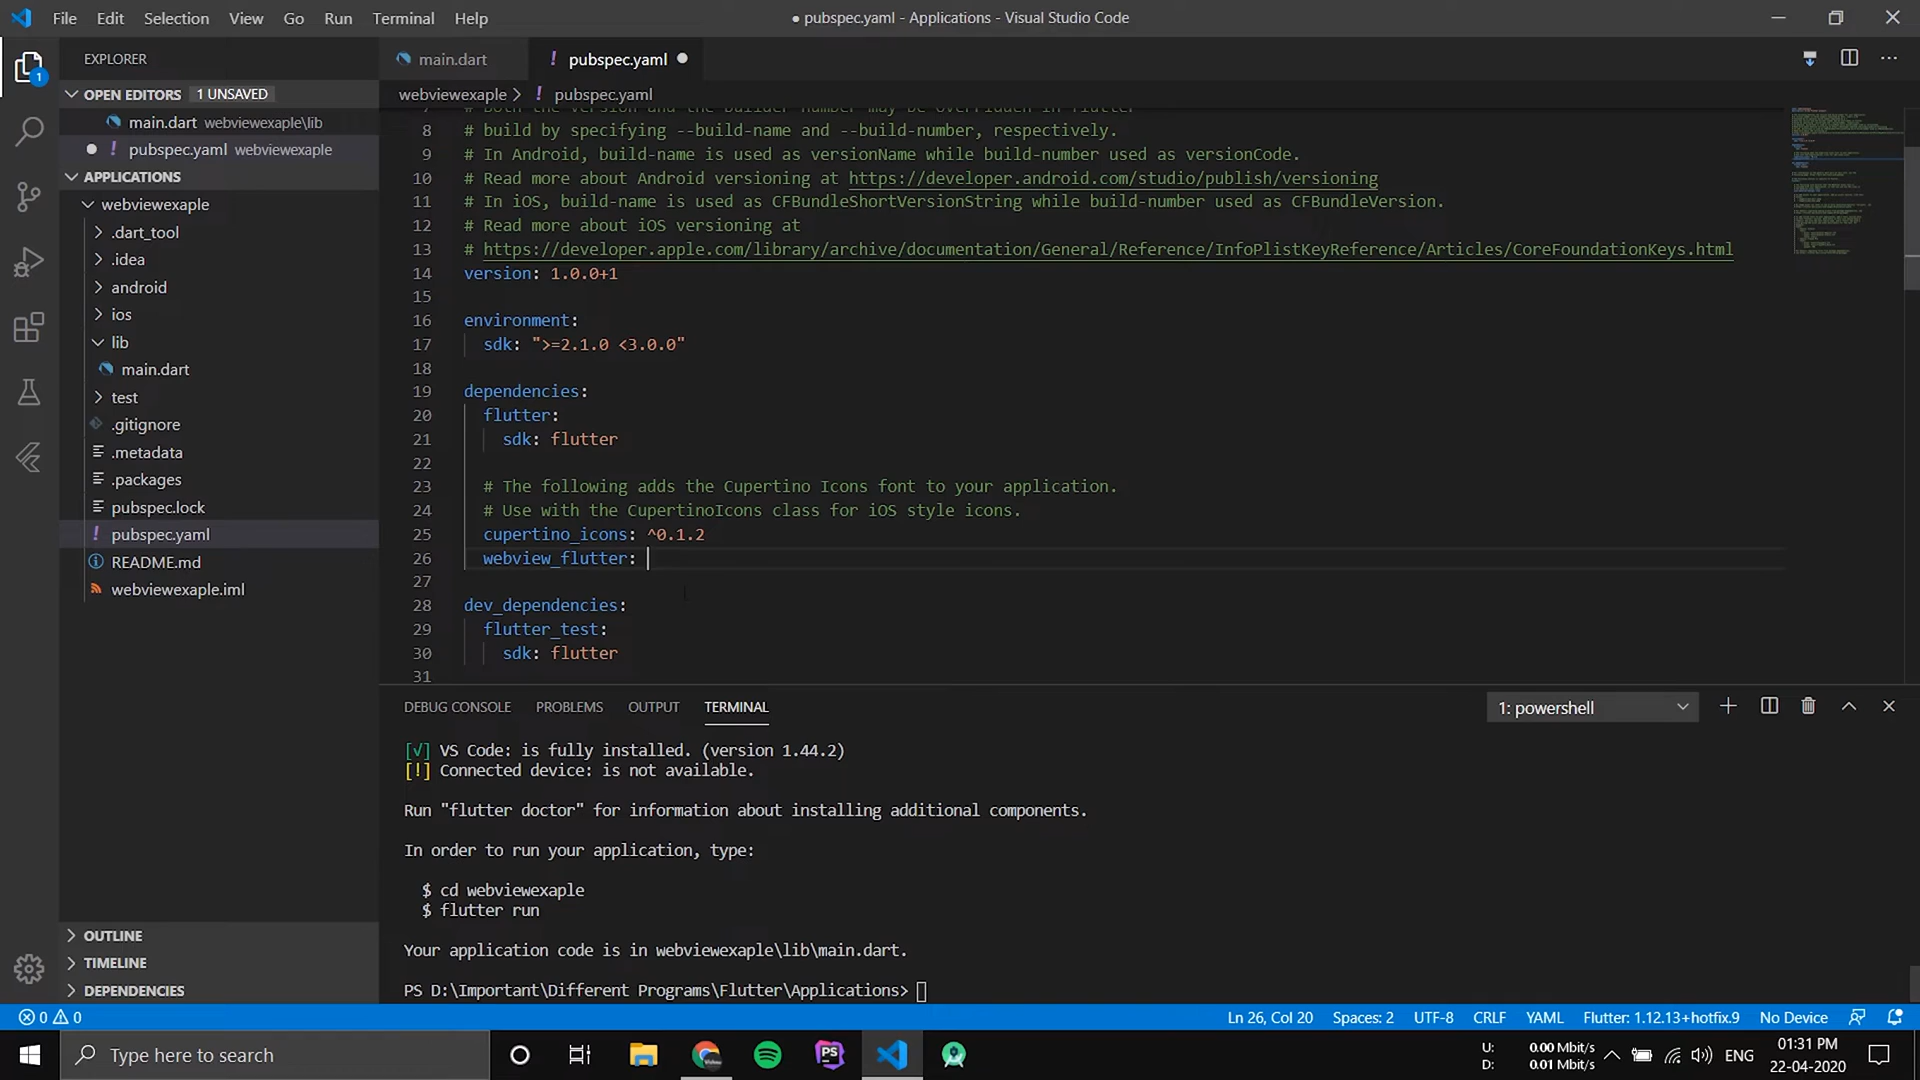 File Edit Selection View Go Run Terminal Help
● pubspec.yaml - Applications - Visual Studio Code
EXPLORER
main.dart
! pubspec.yaml
OPEN EDITORS 1 UNSAVED
webviewexaple > ! pubspec.yaml
main.dart webviewexaple\lib
! pubspec.yaml webviewexaple
APPLICATIONS
webviewexaple
.dart_tool
.idea
android
ios
lib
main.dart
test
.gitignore
.metadata
.packages
pubspec.lock
! pubspec.yaml
README.md
webviewexaple.iml
OUTLINE
TIMELINE
DEPENDENCIES
1
7 # Both the version and the builder number may be overridden in flutter
8 # build by specifying --build-name and --build-number, respectively.
9 # In Android, build-name is used as versionName while build-number used as versionCode.
10 # Read more about Android versioning at https://developer.android.com/studio/publish/versioning
11 # In iOS, build-name is used as CFBundleShortVersionString while build-number used as CFBundleVersion.
12 # Read more about iOS versioning at
13 # https://developer.apple.com/library/archive/documentation/General/Reference/InfoPlistKeyReference/Articles/CoreFoundationKeys.html
14 version: 1.0.0+1
15
16 environment:
17 sdk: ">=2.1.0 <3.0.0"
18
19 dependencies:
20 flutter:
21 sdk: flutter
22
23 # The following adds the Cupertino Icons font to your application.
24 # Use with the CupertinoIcons class for iOS style icons.
25 cupertino_icons: ^0.1.2
26 webview_flutter:
27
28 dev_dependencies:
29 flutter_test:
30 sdk: flutter
31
DEBUG CONSOLE PROBLEMS OUTPUT TERMINAL
1: powershell
[√] VS Code: is fully installed. (version 1.44.2)
[!] Connected device: is not available.
Run "flutter doctor" for information about installing additional components.
In order to run your application, type:
$ cd webviewexaple
$ flutter run
Your application code is in webviewexaple\lib\main.dart.
PS D:\Important\Different Programs\Flutter\Applications>
0 0
Ln 26, Col 20 Spaces: 2 UTF-8 CRLF YAML Flutter: 1.12.13+hotfix.9 No Device
Type here to search
PS
U: 0.00 Mbit/s
D: 0.01 Mbit/s
ENG
01:31 PM
22-04-2020